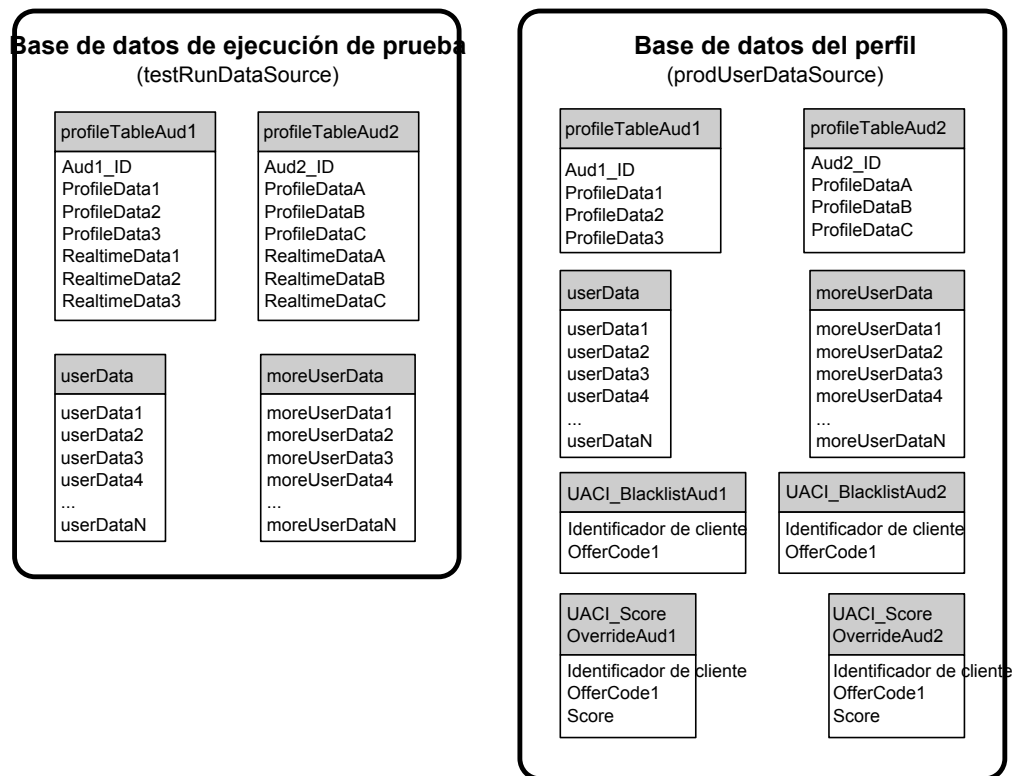 Base de datos de ejecución de prueba
(testRunDataSource)
profileTableAud1
Aud1_ID
ProfileData1
ProfileData2
ProfileData3
RealtimeData1
RealtimeData2
RealtimeData3
profileTableAud2
Aud2_ID
ProfileDataA
ProfileDataB
ProfileDataC
RealtimeDataA
RealtimeDataB
RealtimeDataC
userData
userData1
userData2
userData3
userData4
...
userDataN
moreUserData
moreUserData1
moreUserData2
moreUserData3
moreUserData4
...
moreUserDataN
Base de datos del perfil
(prodUserDataSource)
profileTableAud1
Aud1_ID
ProfileData1
ProfileData2
ProfileData3
profileTableAud2
Aud2_ID
ProfileDataA
ProfileDataB
ProfileDataC
userData
userData1
userData2
userData3
userData4
...
userDataN
moreUserData
moreUserData1
moreUserData2
moreUserData3
moreUserData4
...
moreUserDataN
UACI_BlacklistAud1
Identificador de cliente
OfferCode1
UACI_BlacklistAud2
Identificador de cliente
OfferCode1
UACI_Score
OverrideAud1
Identificador de cliente
OfferCode1
Score
UACI_Score
OverrideAud2
Identificador de cliente
OfferCode1
Score